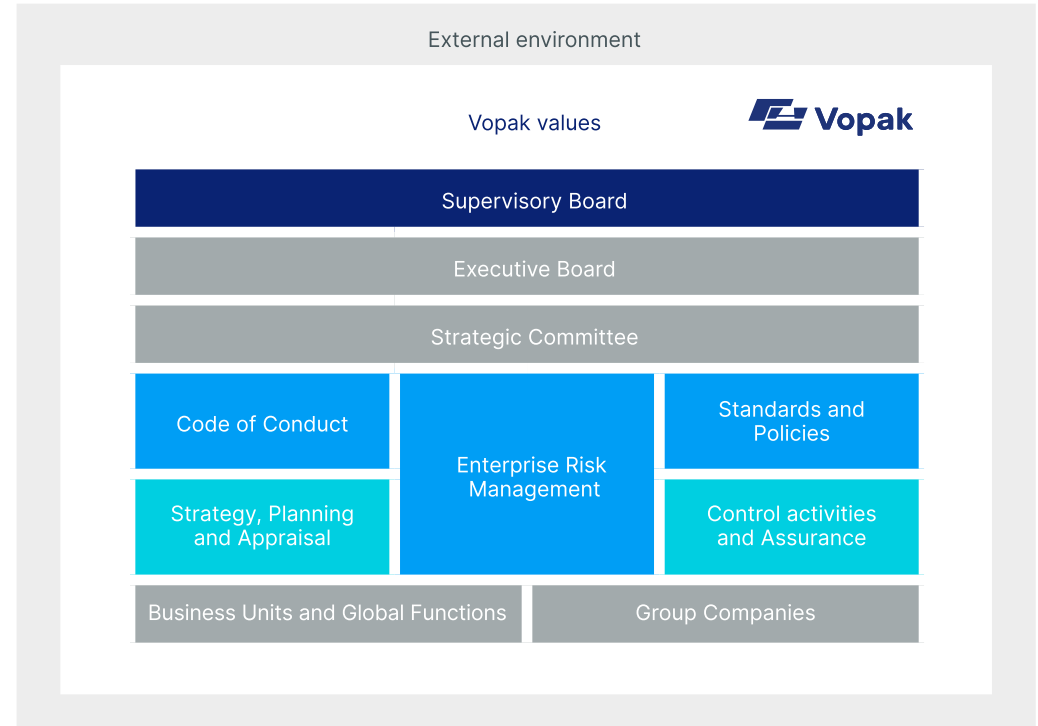 External environment
Vopak values
Vopak
Supervisory Board
Executive Board
Strategic Committee
Code of Conduct
Enterprise Risk
Management
Standards and
Policies
Strategy, Planning
and Appraisal
Control activities
and Assurance
Business Units and Global Functions
Group Companies